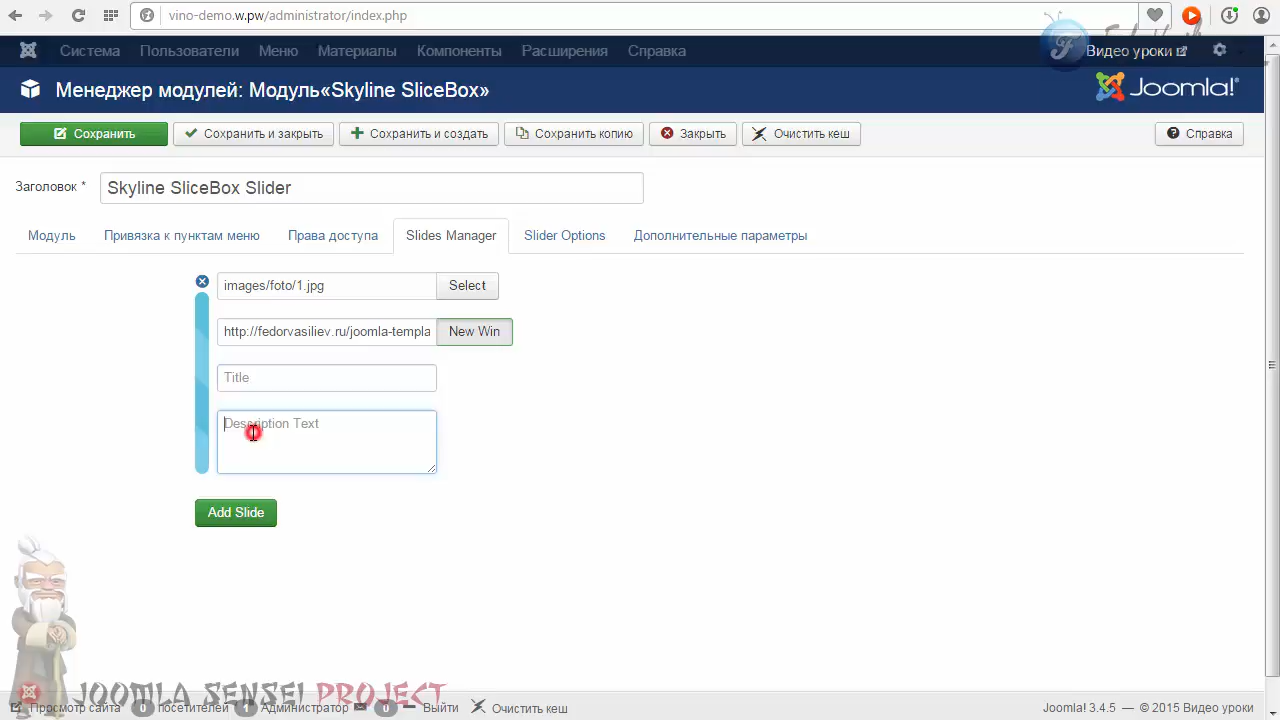 vino-demo.w.pw/administrator/index.php
Система Пользователи Меню Материалы Компоненты Расширения Справка
Видео уроки
Менеджер модулей: Модуль«Skyline SliceBox»
Joomla!
Сохранить Сохранить и закрыть Сохранить и создать Сохранить копию Закрыть Очистить кеш Справка
Заголовок * Skyline SliceBox Slider
Модуль Привязка к пунктам меню Права доступа Slides Manager Slider Options Дополнительные параметры
images/foto/1.jpg Select
http://fedorvasiliev.ru/joomla-templa New Win
Title
Description Text
Add Slide
JOOMLA SENSEI PROJECT
Просмотр сайта 0 посетителей 1 Администратор 0 Выйти Очистить кеш Joomla! 3.4.5 — © 2015 Видео уроки